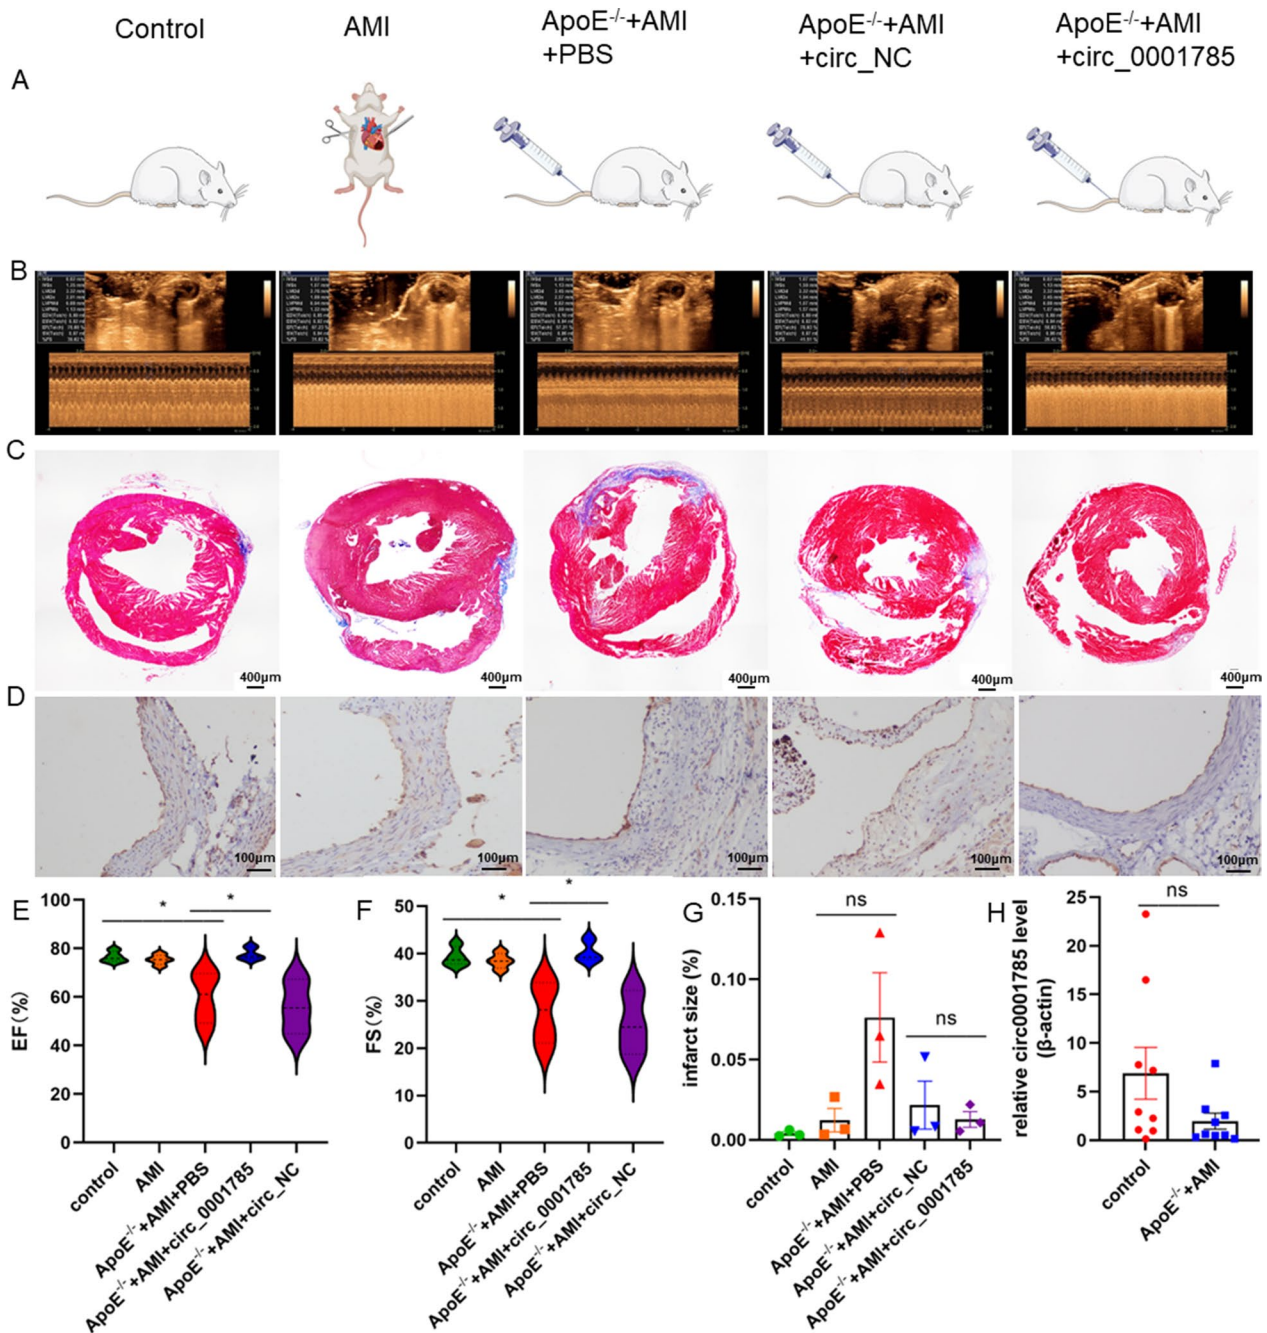 Control
AMI
ApoE-/-+AMI
+PBS
ApoE-/-+AMI
+circ_NC
ApoE-/-+AMI
+circ_0001785
A
B
C
400μm
400μm
400μm
400μm
400μm
D
100μm
100μm
100μm
100μm
100μm
E
*
*
EF(%)
100
80
60
40
20
0
control
AMI
ApoE-/-+AMI+PBS
ApoE-/-+AMI+circ_0001785
ApoE-/-+AMI+circ_NC
F
*
*
FS(%)
50
40
30
20
10
0
control
AMI
ApoE-/-+AMI+PBS
ApoE-/-+AMI+circ_0001785
ApoE-/-+AMI+circ_NC
G
ns
ns
infarct size (%)
0.15
0.10
0.05
0.00
control
AMI
ApoE-/-+AMI+PBS
ApoE-/-+AMI+circ_NC
ApoE-/-+AMI+circ_0001785
H
ns
relative circ0001785 level
(β-actin)
25
20
15
10
5
0
control
ApoE-/-+AMI